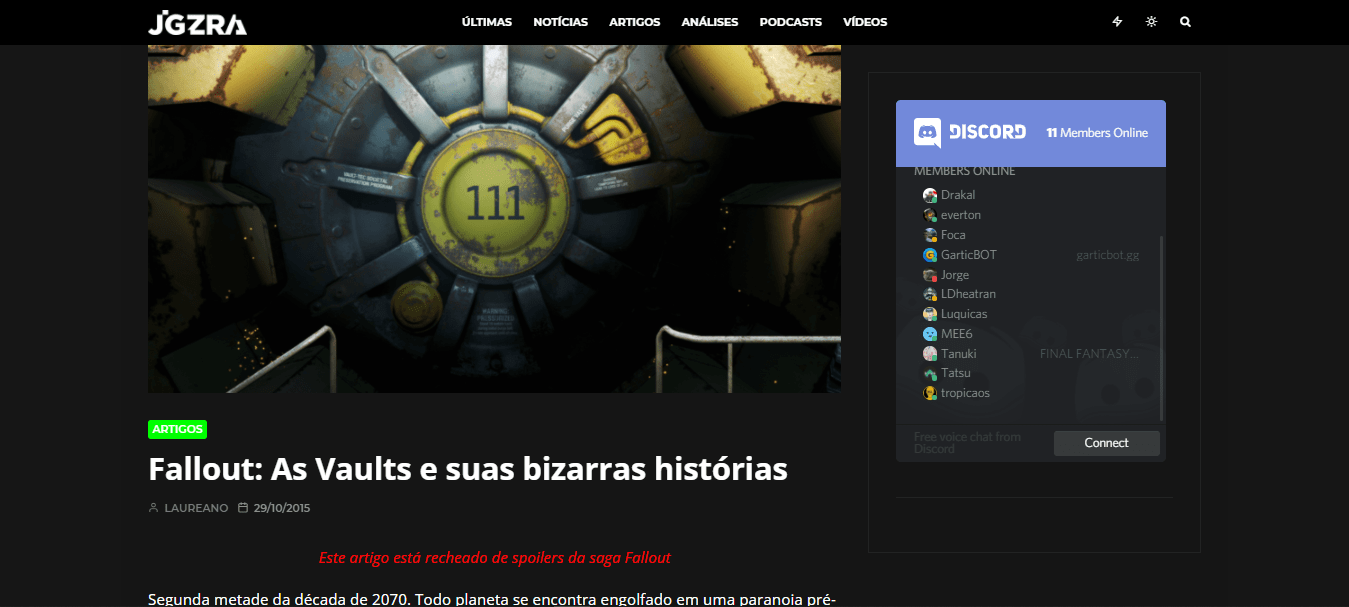 JGZRA
ÚLTIMAS NOTÍCIAS ARTIGOS ANÁLISES PODCASTS VÍDEOS
111
ARTIGOS
Fallout: As Vaults e suas bizarras histórias
LAUREANO 29/10/2015
Este artigo está recheado de spoilers da saga Fallout
Segunda metade da década de 2070. Todo planeta se encontra engolfado em uma paranoia pré-
DISCORD 11 Members Online
MEMBERS ONLINE
Drakal
everton
Foca
GarticBOT garticbot.gg
Jorge
LDheatran
Luquicas
MEE6
Tanuki FINAL FANTASY...
Tatsu
tropicaos
Free voice chat from
Discord
Connect